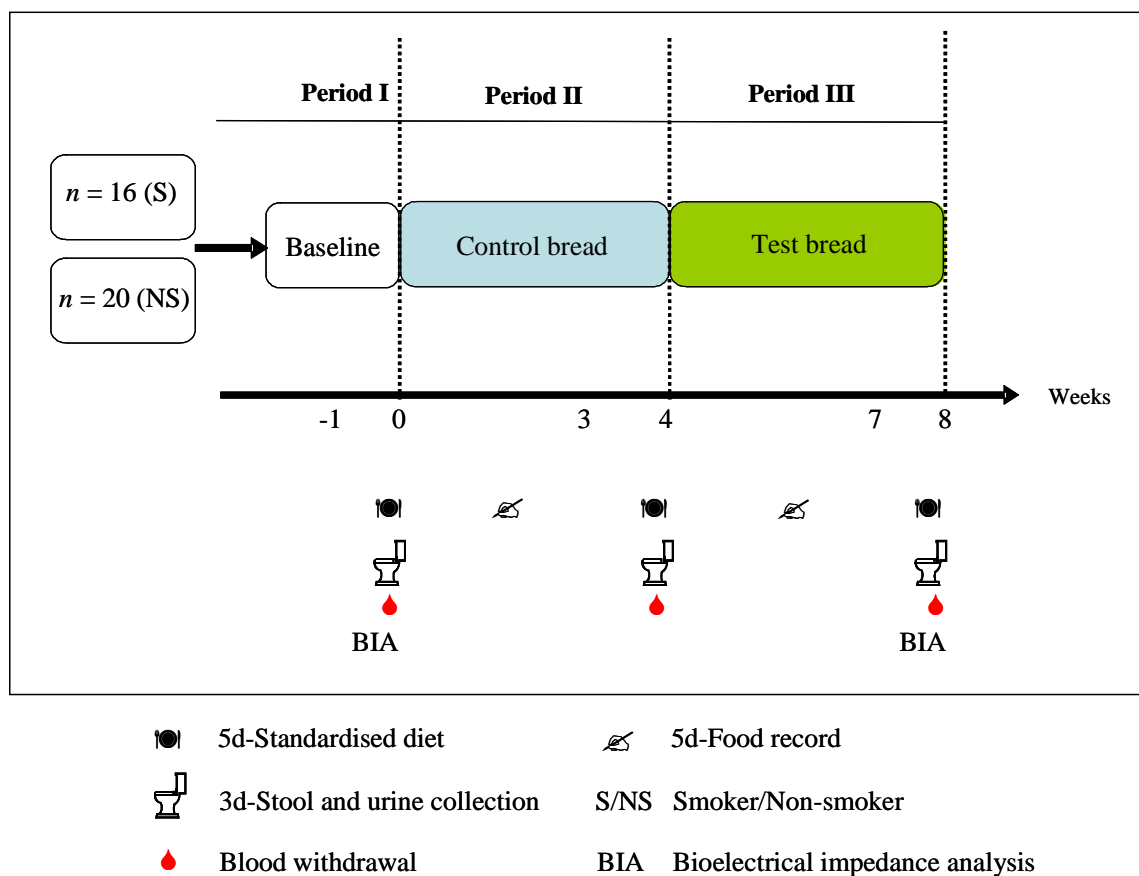 Period I Period II Period III
n = 16 (S)
n = 20 (NS)
Baseline Control bread Test bread
Weeks
-1 0 3 4 7 8
BIA BIA
5d-Standardised diet 5d-Food record
3d-Stool and urine collection S/NS Smoker/Non-smoker
Blood withdrawal BIA Bioelectrical impedance analysis